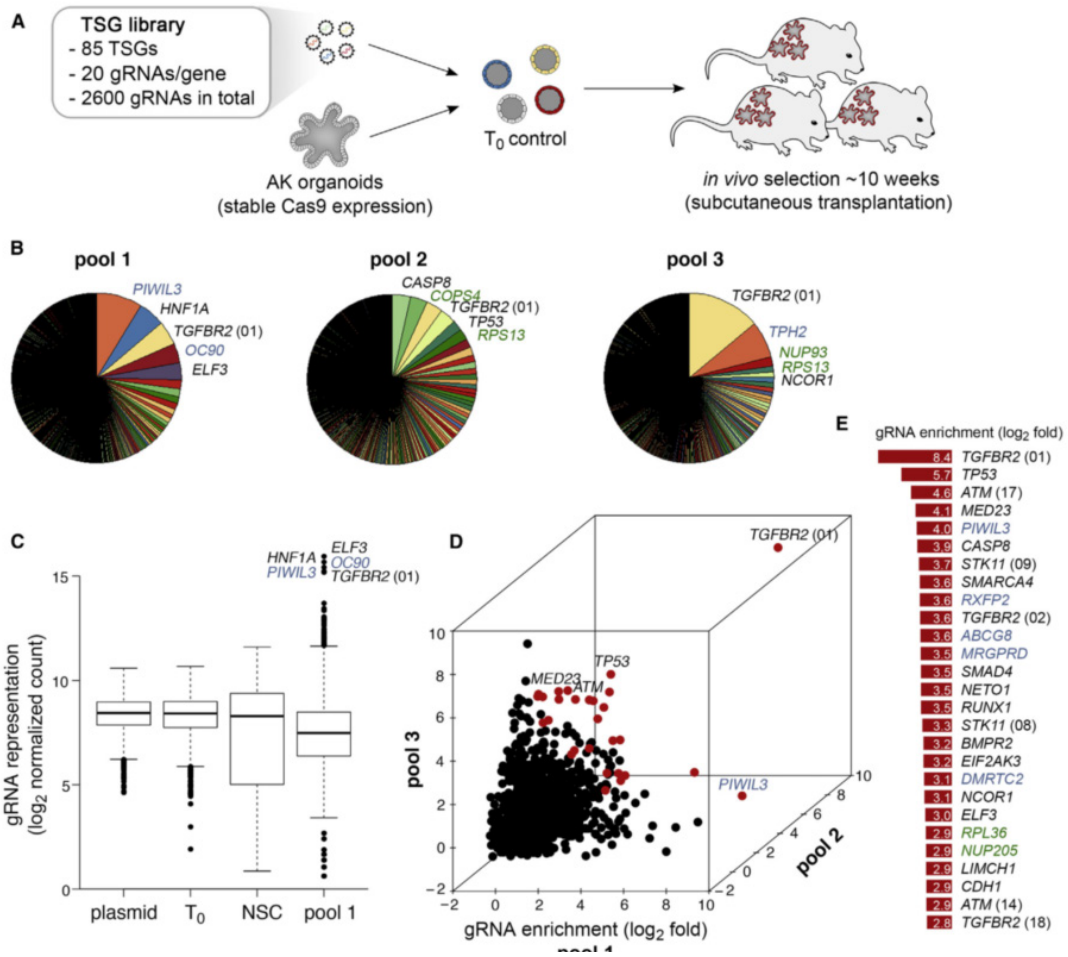 A
TSG library
- 85 TSGs
- 20 gRNAs/gene
- 2600 gRNAs in total
AK organoids
(stable Cas9 expression)
T0 control
in vivo selection ~10 weeks
(subcutaneous transplantation)
B
pool 1
PIWIL3
HNF1A
TGFBR2 (01)
OC90
ELF3
pool 2
CASP8
COPS4
TGFBR2 (01)
TP53
RPS13
pool 3
TGFBR2 (01)
TPH2
NUP93
RPS13
NCOR1
C
gRNA representation
(log2 normalized count)
15
10
5
0
HNF1A ELF3
PIWIL3 OC90
TGFBR2 (01)
plasmid T0 NSC pool 1
D
TGFBR2 (01)
TP53
MED23 ATM
PIWIL3
pool 3
10
8
6
4
2
0
−2
−2 0 2 4 6 8 10
gRNA enrichment (log2 fold)
pool 1
−2
0
2
4
6
8
10
pool 2
E
gRNA enrichment (log2 fold)
8.4 TGFBR2 (01)
5.7 TP53
4.6 ATM (17)
4.1 MED23
4.0 PIWIL3
3.9 CASP8
3.7 STK11 (09)
3.6 SMARCA4
3.6 RXFP2
3.6 TGFBR2 (02)
3.6 ABCG8
3.5 MRGPRD
3.5 SMAD4
3.5 NETO1
3.5 RUNX1
3.3 STK11 (08)
3.2 BMPR2
3.2 EIF2AK3
3.1 DMRTC2
3.1 NCOR1
3.0 ELF3
2.9 RPL36
2.9 NUP205
2.9 LIMCH1
2.9 CDH1
2.9 ATM (14)
2.8 TGFBR2 (18)